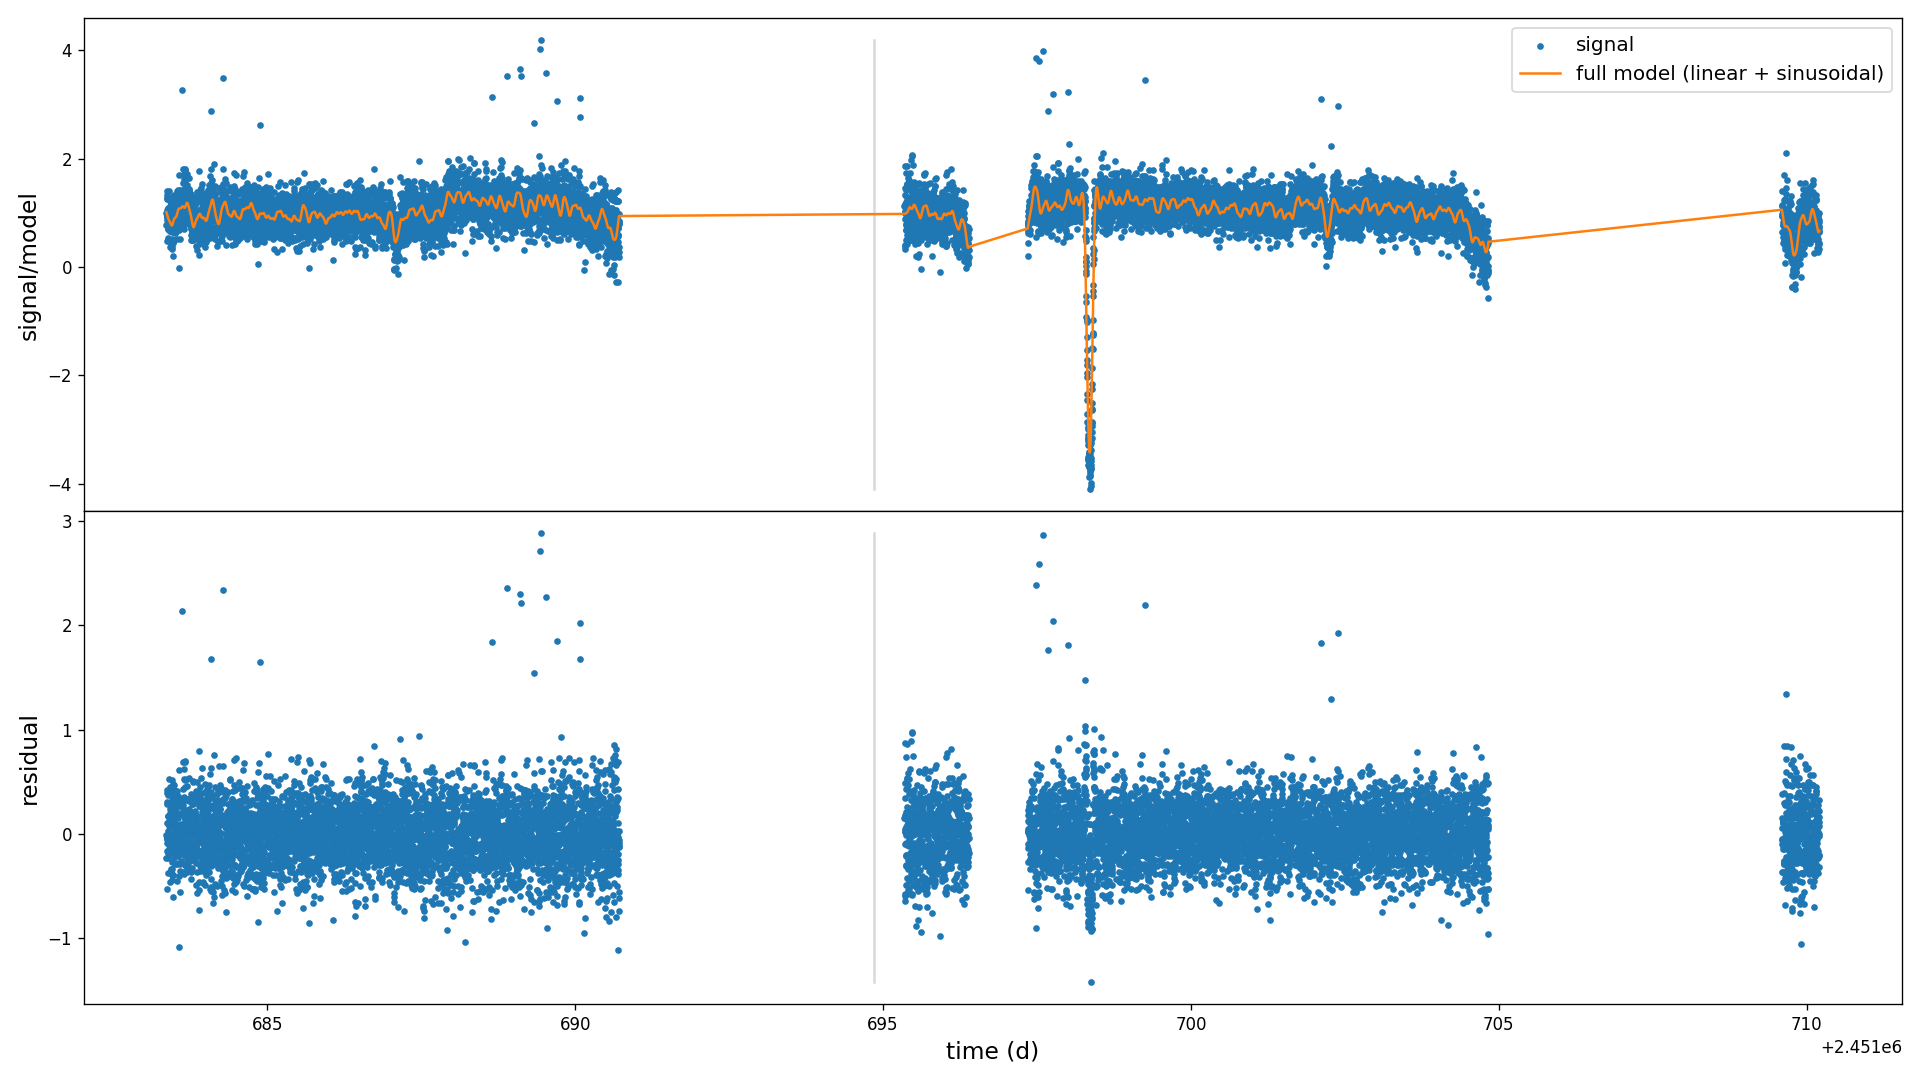 signal
full model (linear + sinusoidal)
signal/model
4
2
0
−2
−4
residual
3
2
1
0
−1
685
690
695
700
705
710
time (d)
+2.451e6